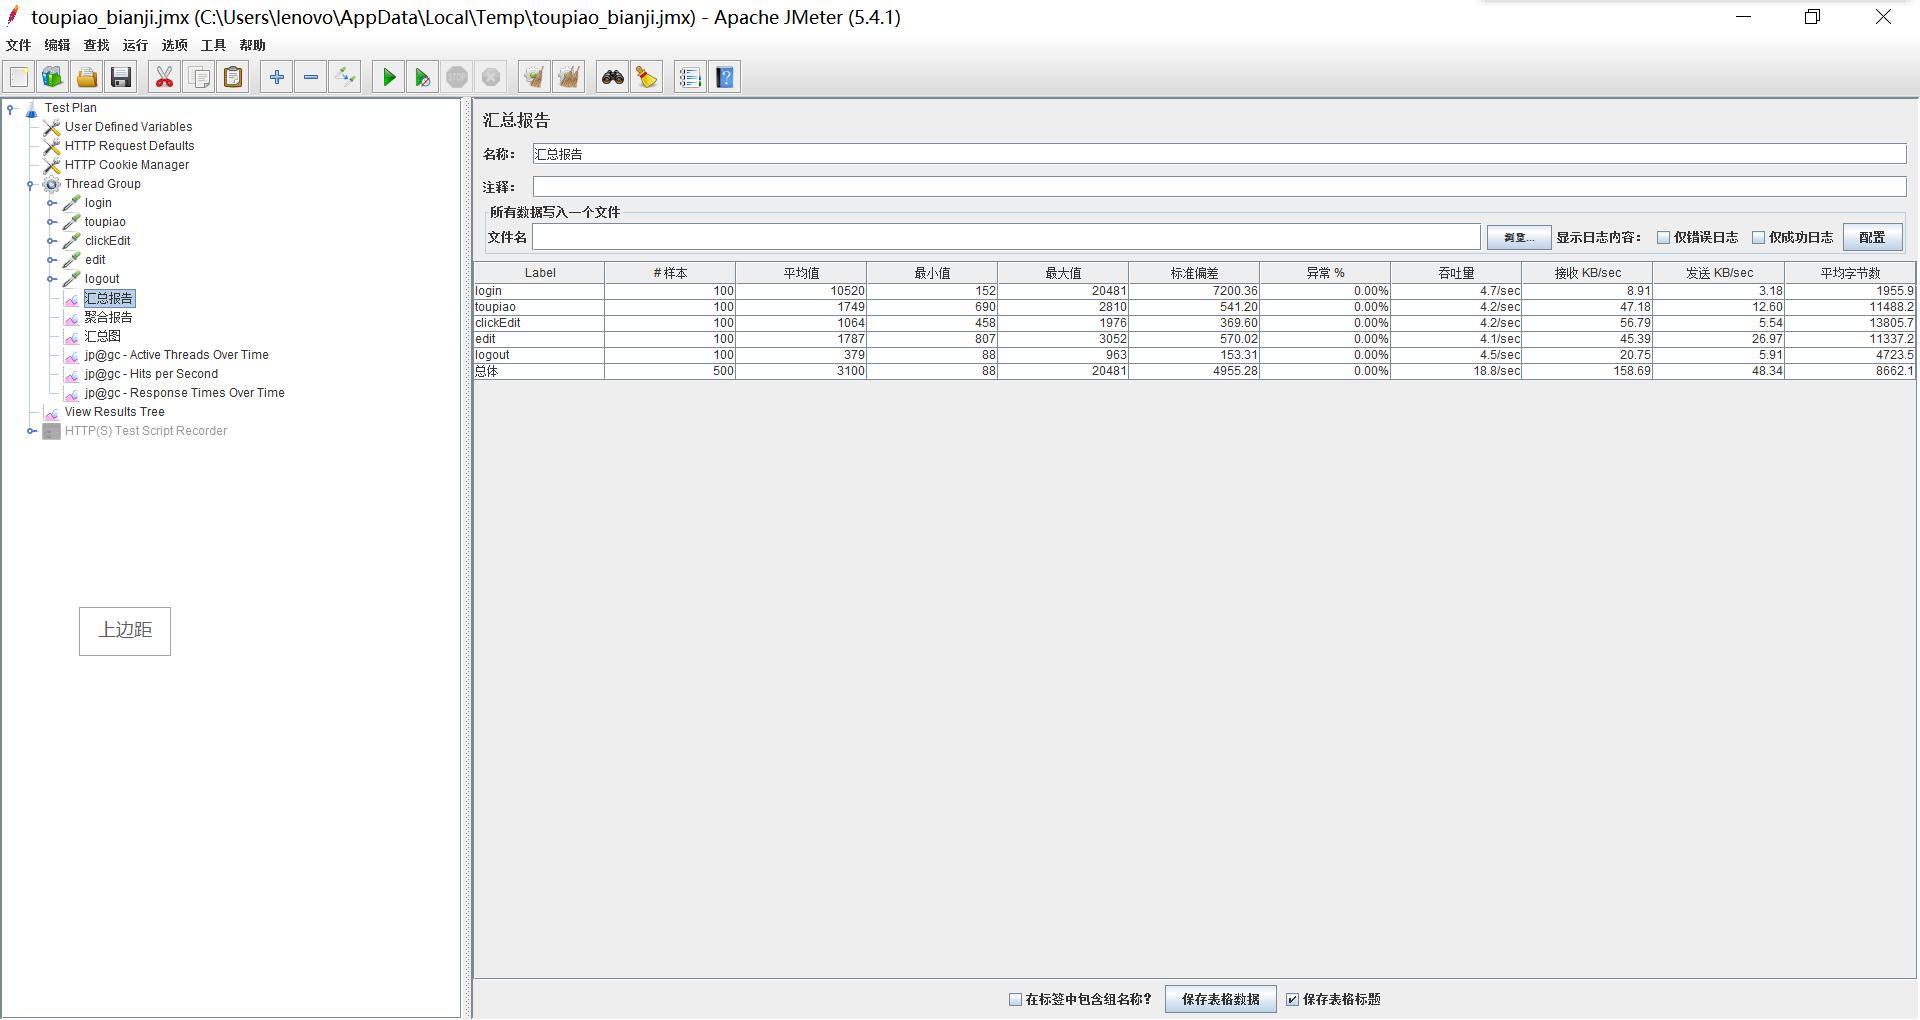 toupiao_bianji.jmx (C:\Users\lenovo\AppData\Local\Temp\toupiao_bianji.jmx) - Apache JMeter (5.4.1)
文件 编辑 查找 运行 选项 工具 帮助
STOP
Test Plan
User Defined Variables
HTTP Request Defaults
HTTP Cookie Manager
Thread Group
login
toupiao
clickEdit
edit
logout
汇总报告
聚合报告
汇总图
jp@gc - Active Threads Over Time
jp@gc - Hits per Second
jp@gc - Response Times Over Time
View Results Tree
HTTP(S) Test Script Recorder
上边距
汇总报告
名称： 汇总报告
注释：
所有数据写入一个文件
文件名 浏览... 显示日志内容： 仅错误日志 仅成功日志 配置
Label # 样本 平均值 最小值 最大值 标准偏差 异常 % 吞吐量 接收 KB/sec 发送 KB/sec 平均字节数
login 100 10520 152 20481 7200.36 0.00% 4.7/sec 8.91 3.18 1955.9
toupiao 100 1749 690 2810 541.20 0.00% 4.2/sec 47.18 12.60 11488.2
clickEdit 100 1064 458 1976 369.60 0.00% 4.2/sec 56.79 5.54 13805.7
edit 100 1787 807 3052 570.02 0.00% 4.1/sec 45.39 26.97 11337.2
logout 100 379 88 963 153.31 0.00% 4.5/sec 20.75 5.91 4723.5
总体 500 3100 88 20481 4955.28 0.00% 18.8/sec 158.69 48.34 8662.1
在标签中包含组名称? 保存表格数据 保存表格标题